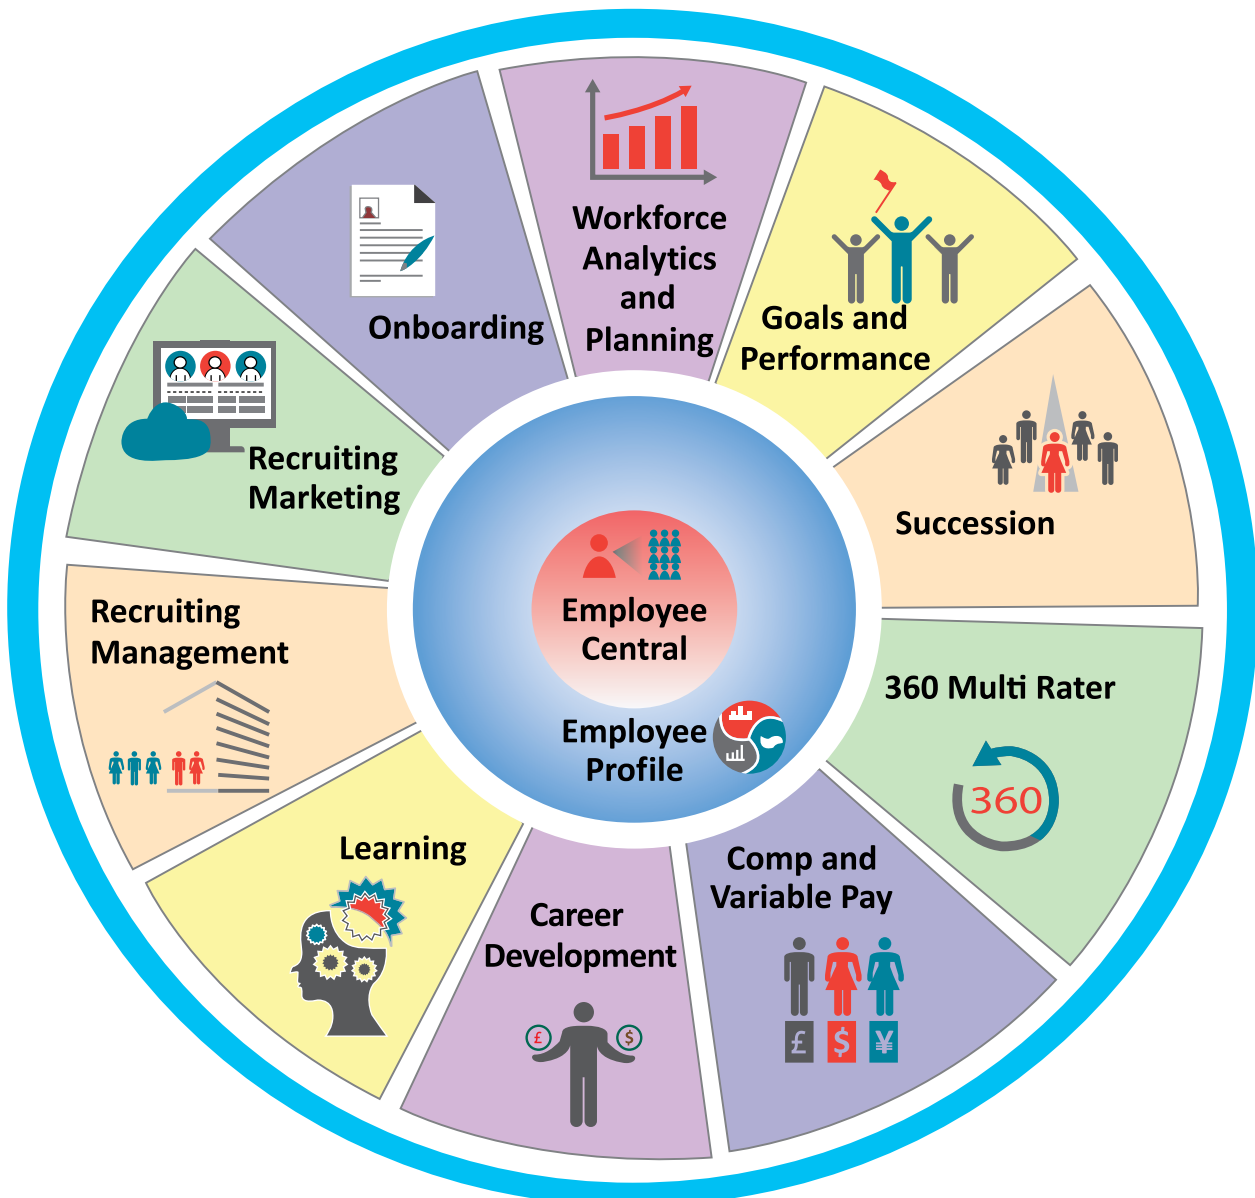 Workforce
Analytics
and
Planning
Goals and
Performance
Succession
360 Multi Rater
360
Comp and
Variable Pay
£ $ ¥
Career
Development
£ $
Learning
Recruiting
Management
Recruiting
Marketing
Onboarding
Employee
Central
Employee
Profile